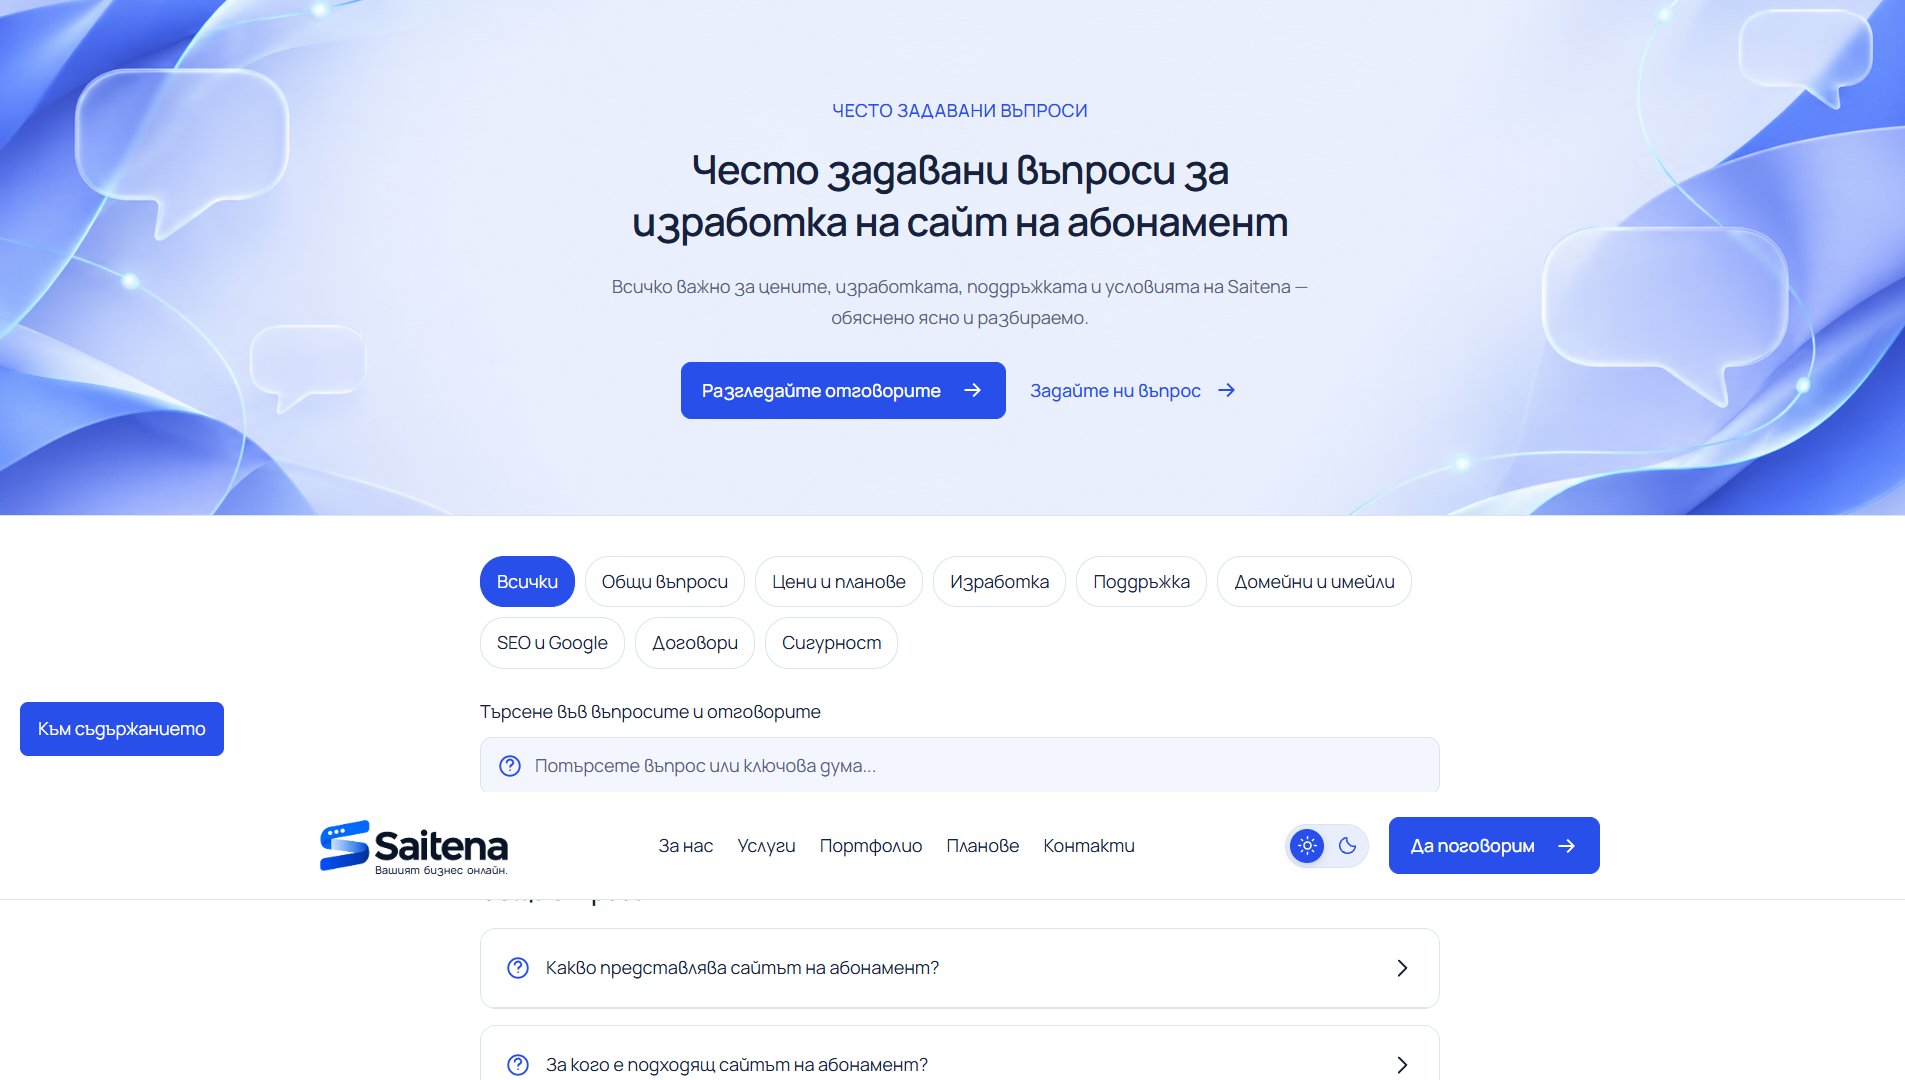 ЧЕСТО ЗАДАВАНИ ВЪПРОСИ
Често задавани въпроси за
изработка на сайт на абонамент
Всичко важно за цените, изработката, поддръжката и условията на Saitena —
обяснено ясно и разбираемо.
Разгледайте отговорите
Задайте ни въпрос
Всички
Общи въпроси
Цени и планове
Изработка
Поддръжка
Домейни и имейли
SEO и Google
Договори
Сигурност
Търсене във въпросите и отговорите
Към съдържанието
Потърсете въпрос или ключова дума...
Saitena
Вашият бизнес онлайн.
За нас
Услуги
Портфолио
Планове
Контакти
Да поговорим
Какво представлява сайтът на абонамент?
За кого е подходящ сайтът на абонамент?